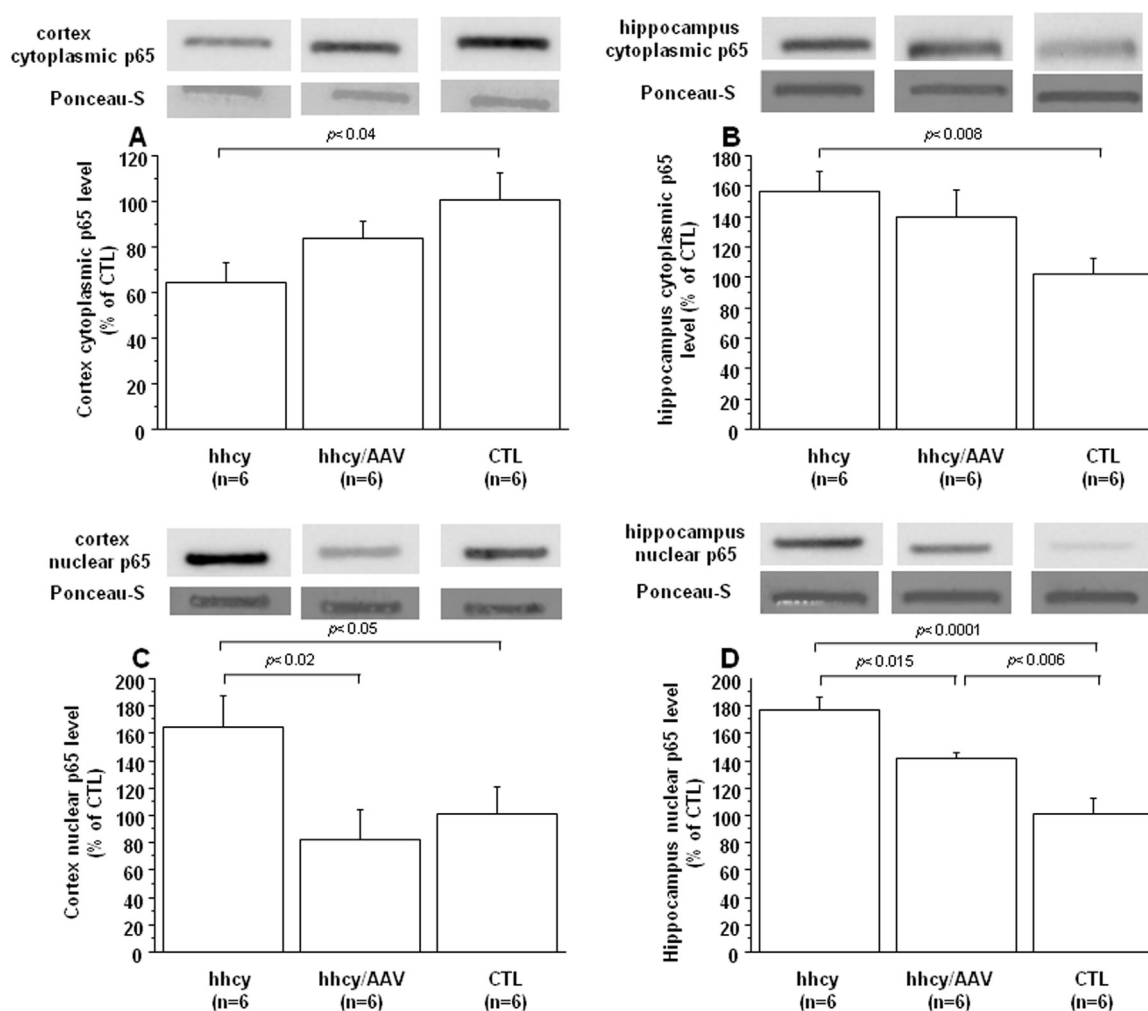 cortex
cytoplasmic p65
Ponceau-S
A
p< 0.04
Cortex cytoplasmic p65 level
(% of CTL)
120
100
80
60
40
20
0
hhcy
(n=6
hhcy/AAV
(n=6)
CTL
(n=6)
hippocampus
cytoplasmic p65
Ponceau-S
B
p< 0.008
hippocampus cytoplasmic p65
level (% of CTL)
180
160
140
120
100
80
60
40
20
0
hhcy
(n=6
hhcy/AAV
(n=6)
CTL
(n=6)
cortex
nuclear p65
Ponceau-S
p< 0.05
C
p< 0.02
Cortex nuclear p65 level
(% of CTL)
200
180
160
140
120
100
80
60
40
20
0
hhcy
(n=6
hhcy/AAV
(n=6)
CTL
(n=6)
hippocampus
nuclear p65
Ponceau-S
p< 0.0001
D
p< 0.015
p< 0.006
Hippocampus nuclear p65 level
(% of CTL)
200
180
160
140
120
100
80
60
40
20
0
hhcy
(n=6
hhcy/AAV
(n=6)
CTL
(n=6)